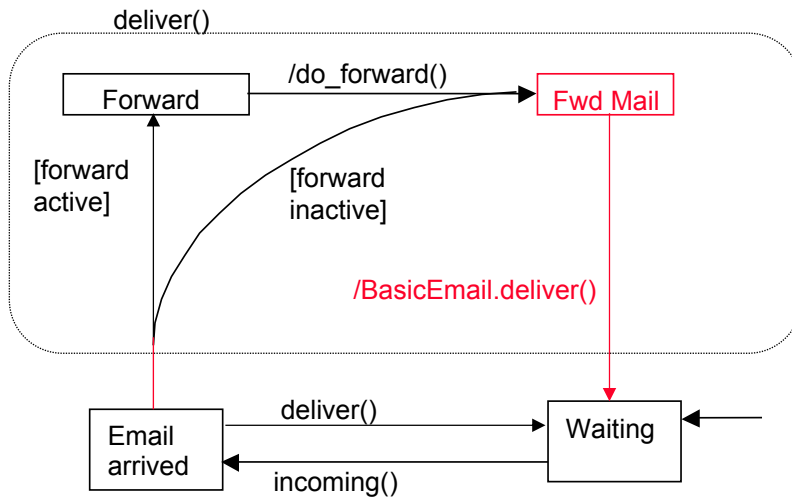 deliver()
/do_forward()
Forward
Fwd Mail
[forward
active]
[forward
inactive]
/BasicEmail.deliver()
deliver()
Email
arrived
Waiting
incoming()